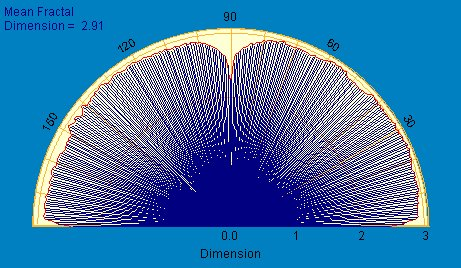 Mean Fractal
Dimension = 2.91
90
120
60
150
30
0.0 1 2 3
Dimension